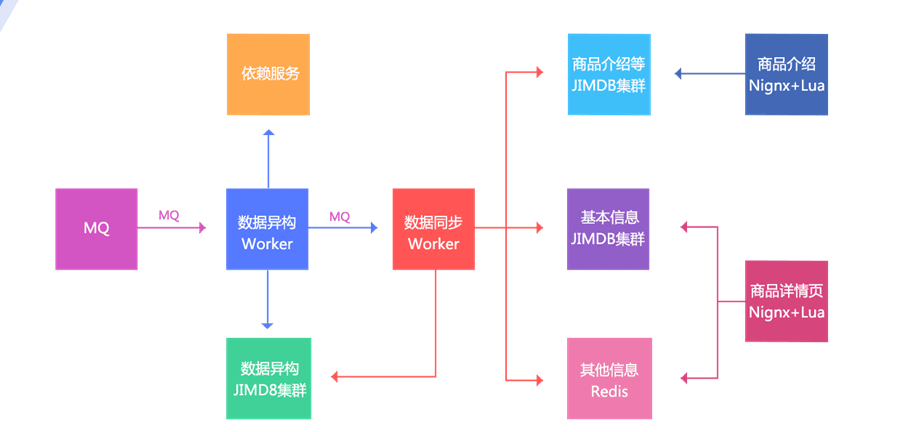 依赖服务
商品介绍等
JIMDB集群
商品介绍
Nignx+Lua
MQ
MQ
数据异构
Worker
MQ
数据同步
Worker
基本信息
JIMDB集群
商品详情页
Nignx+Lua
数据异构
JIMD8集群
其他信息
Redis